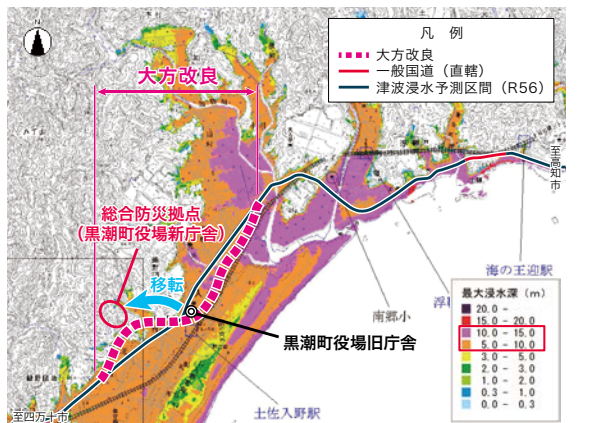 N
凡 例
大方改良
一般国道（直轄）
津波浸水予測区間（R56）
大方改良
至高知市
総合防災拠点
（黒潮町役場新庁舎）
移転
海の王迎駅
南郷小
黒潮町役場旧庁舎
土佐入野駅
至四万十市
最大浸水深（m）
20.0 -
15.0 - 20.0
10.0 - 15.0
5.0 - 10.0
3.0 - 5.0
2.0 - 3.0
1.0 - 2.0
0.3 - 1.0
0.0 - 0.3